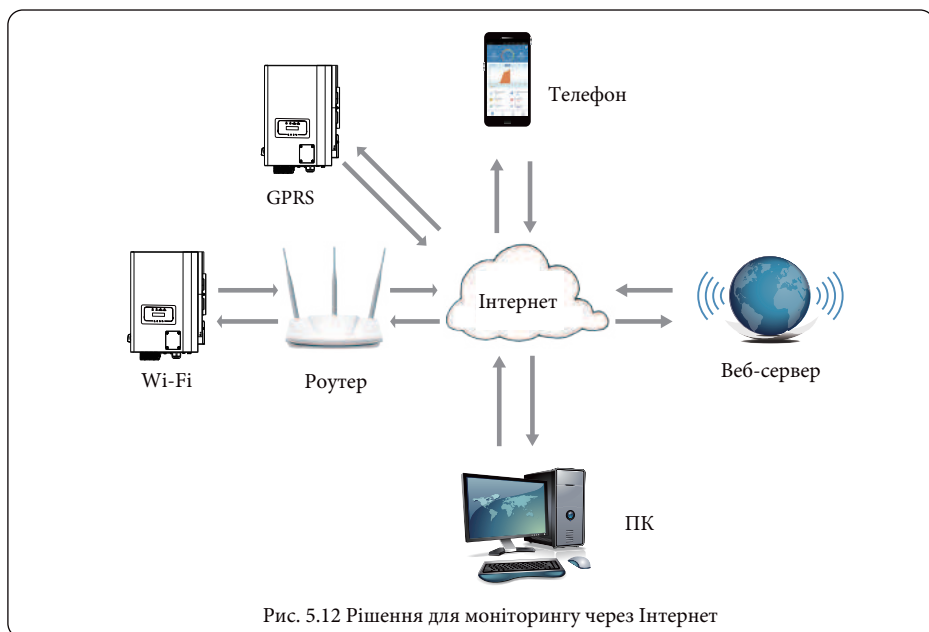 Телефон
GPRS
Інтернет
Wi-Fi
Роутер
Веб-сервер
ПК
Рис. 5.12 Рішення для моніторингу через Інтернет